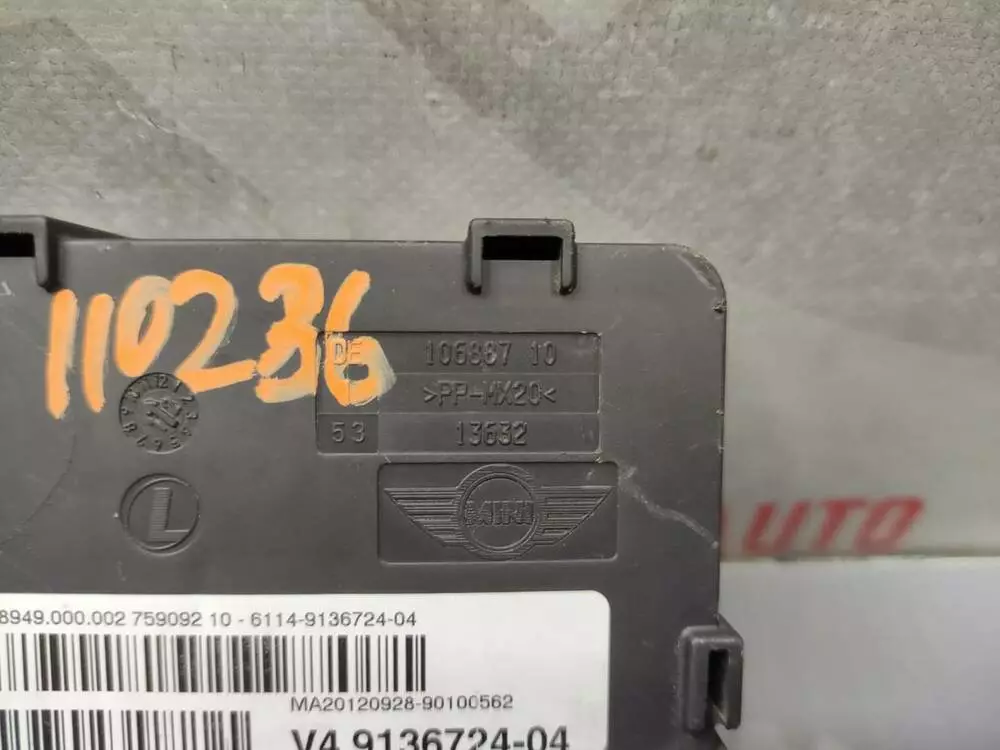 110236
DE 106887 10
>PP-MX20<
53 13632
L
MINI
AUTO
8949.000.002 759092 10 - 6114-9136724-04
MA20120928-90100562
V4 9136724-04